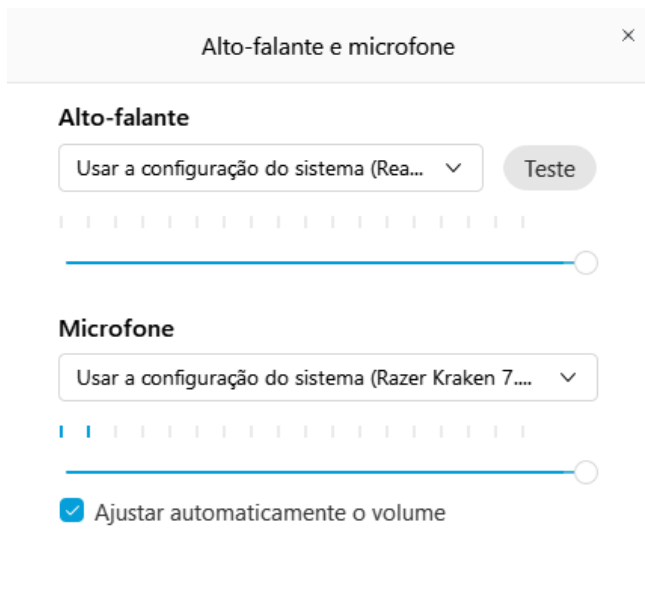 Alto-falante e microfone
Alto-falante
Usar a configuração do sistema (Rea...
Teste
Microfone
Usar a configuração do sistema (Razer Kraken 7....
Ajustar automaticamente o volume